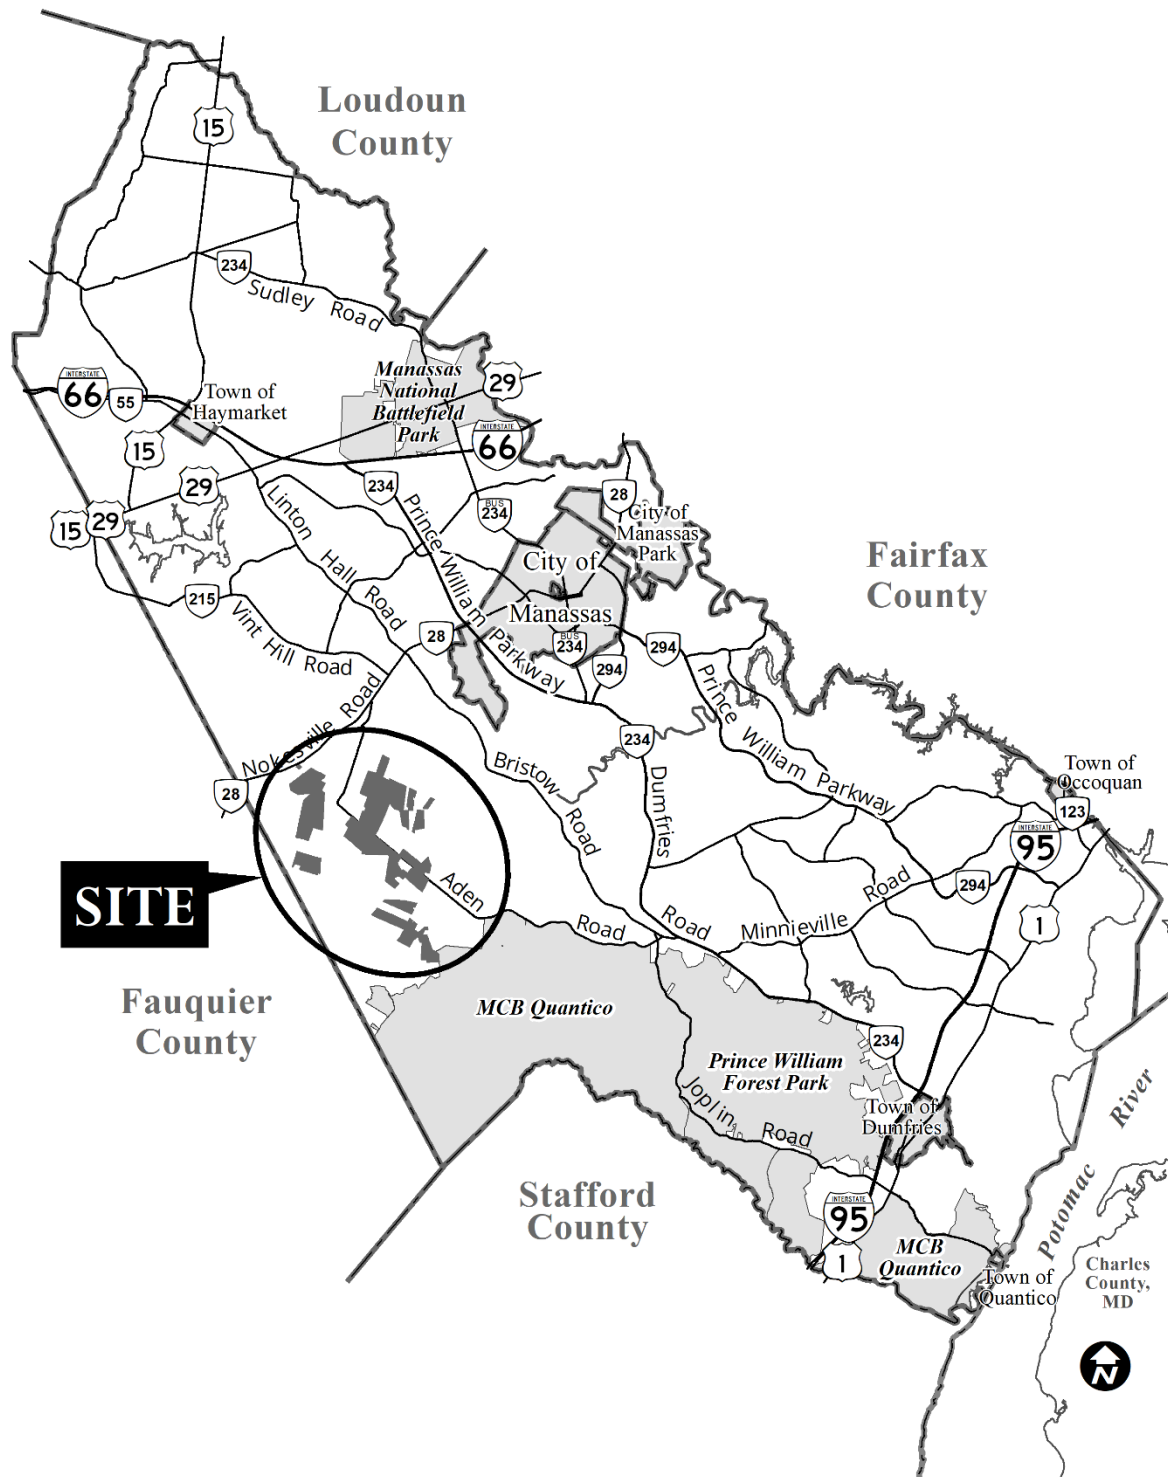 Loudoun
County
15
234
Sudley Road
Manassas
National
Battlefield
Park
29
INTERSTATE
66
55
Town of
Haymarket
INTERSTATE
66
15
29
15
29
234
BUS
234
28
City of
Manassas
Park
Linton Hall Road
Prince William Parkway
City of
Manassas
Fairfax
County
215
Vint Hill Road
28
BUS
234
294
294
Prince William Parkway
Nokesville Road
28
234
Bristow Road
Dumfries Road
Town of
Occoquan
123
INTERSTATE
95
294
1
SITE
Aden Road
Minnieville Road
Fauquier
County
MCB Quantico
Prince William
Forest Park
234
Joplin Road
Town of
Dumfries
Potomac River
Stafford
County
INTERSTATE
95
1
MCB
Quantico
Town of
Quantico
Charles
County,
MD
N